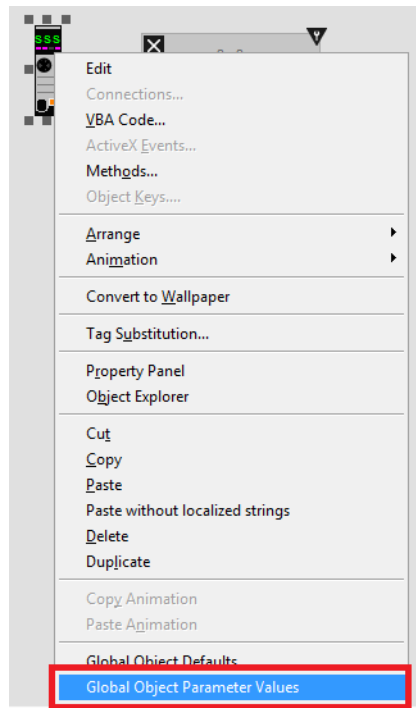 SSS
Edit
Connections...
VBA Code...
ActiveX Events...
Methods...
Object Keys....
Arrange
Animation
Convert to Wallpaper
Tag Substitution...
Property Panel
Object Explorer
Cut
Copy
Paste
Paste without localized strings
Delete
Duplicate
Copy Animation
Paste Animation
Global Object Defaults
Global Object Parameter Values